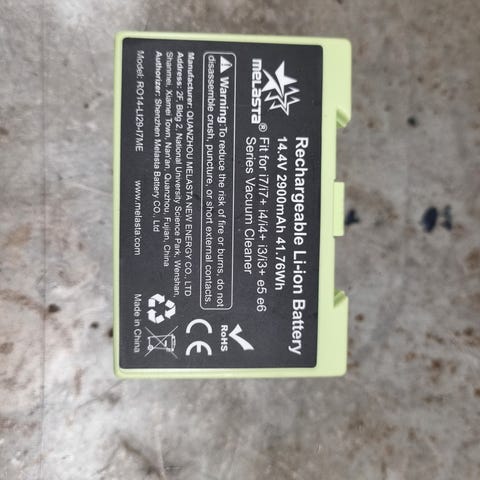 MELASTA®
Rechargeable Li-ion Battery
14.4V 2900mAh 41.76Wh
Fit for i7/i7+ i4/i4+ i3/i3+ e5 e6
Series Vacuum Cleaner
Warning:To reduce the risk of fire or burns, do not
disassemble crush, puncture, or short external contacts.
RoHS
CE
Manufacturer: QUANZHOU MELASTA NEW ENERGY CO., LTD
Address: 2F, Bldg 2, National University Science Park, Wenshan,
Shanmei, Xiamei Town, Nan'an, Quanzhou, Fujian, China
Authorizer: Shenzhen Melasta Battery CO., Ltd
Model: RO14-LI29-I7ME
www.melasta.com
Made in China